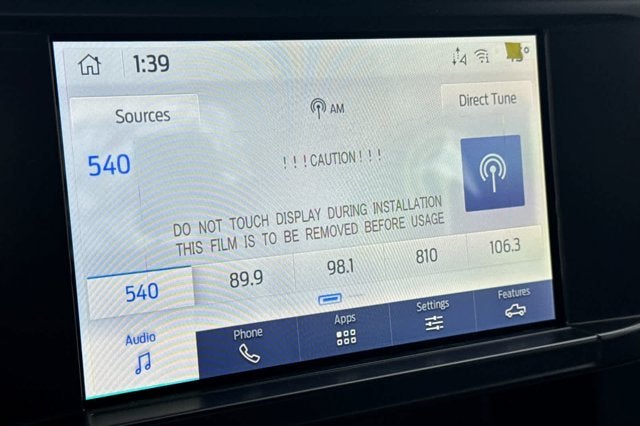 1:39
Sources
AM
Direct Tune
540
! ! ! CAUTION ! ! !
DO NOT TOUCH DISPLAY DURING INSTALLATION
THIS FILM IS TO BE REMOVED BEFORE USAGE
540
89.9
98.1
810
106.3
Audio
Phone
Apps
Settings
Features